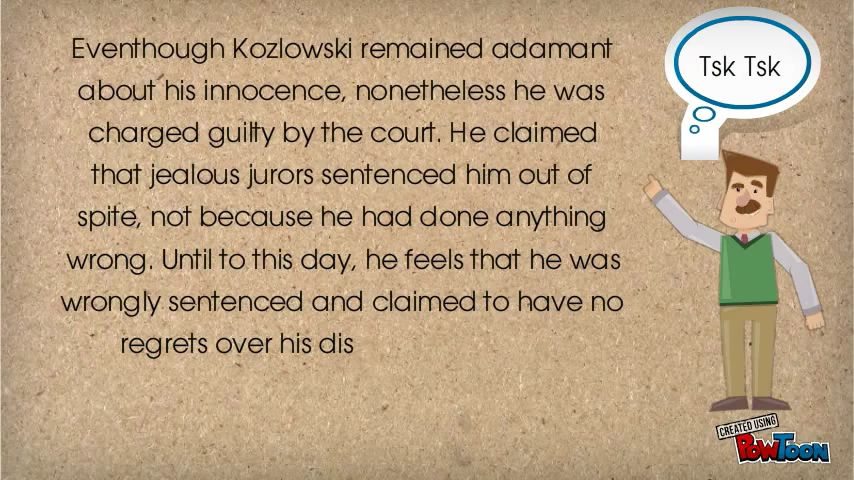 Eventhough Kozlowski remained adamant
about his innocence, nonetheless he was
charged guilty by the court. He claimed
that jealous jurors sentenced him out of
spite, not because he had done anything
wrong. Until to this day, he feels that he was
wrongly sentenced and claimed to have no
regrets over his dis
Tsk Tsk
CREATED USING
POWTOON